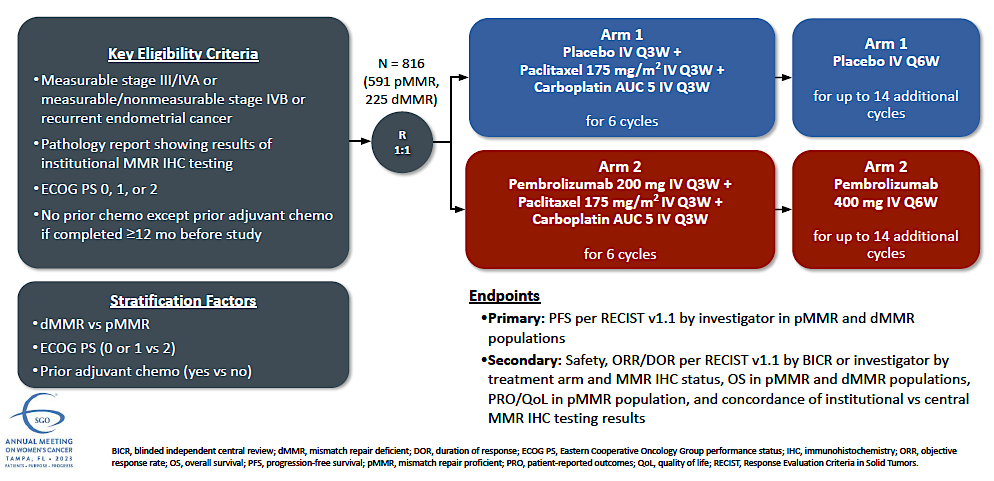 Key Eligibility Criteria
•Measurable stage III/IVA or
measurable/nonmeasurable stage IVB or
recurrent endometrial cancer
•Pathology report showing results of
institutional MMR IHC testing
•ECOG PS 0, 1, or 2
•No prior chemo except prior adjuvant chemo
if completed ≥12 mo before study
Stratification Factors
•dMMR vs pMMR
•ECOG PS (0 or 1 vs 2)
•Prior adjuvant chemo (yes vs no)
N = 816
(591 pMMR,
225 dMMR)
R
1:1
Arm 1
Placebo IV Q3W +
Paclitaxel 175 mg/m² IV Q3W +
Carboplatin AUC 5 IV Q3W
for 6 cycles
Arm 1
Placebo IV Q6W
for up to 14 additional
cycles
Arm 2
Pembrolizumab 200 mg IV Q3W +
Paclitaxel 175 mg/m² IV Q3W +
Carboplatin AUC 5 IV Q3W
for 6 cycles
Arm 2
Pembrolizumab
400 mg IV Q6W
for up to 14 additional
cycles
Endpoints
•Primary: PFS per RECIST v1.1 by investigator in pMMR and dMMR
populations
•Secondary: Safety, ORR/DOR per RECIST v1.1 by BICR or investigator by
treatment arm and MMR IHC status, OS in pMMR and dMMR populations,
PRO/QoL in pMMR population, and concordance of institutional vs central
MMR IHC testing results
SGO
ANNUAL MEETING
ON WOMEN'S CANCER
TAMPA, FL • 2023
PATIENTS • PURPOSE • PROGRESS
BICR, blinded independent central review; dMMR, mismatch repair deficient; DOR, duration of response; ECOG PS, Eastern Cooperative Oncology Group performance status; IHC, immunohistochemistry; ORR, objective
response rate; OS, overall survival; PFS, progression-free survival; pMMR, mismatch repair proficient; PRO, patient-reported outcomes; QoL, quality of life; RECIST, Response Evaluation Criteria in Solid Tumors.